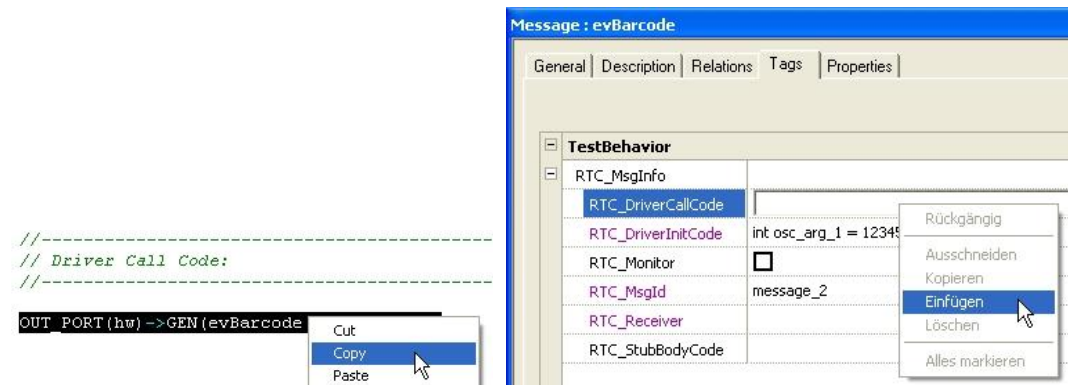 //------------------------------------------
// Driver Call Code:
//------------------------------------------
OUT_PORT(hw)->GEN(evBarcode
Cut
Copy
Paste
Message : evBarcode
General Description Relations Tags Properties
TestBehavior
RTC_MsgInfo
RTC_DriverCallCode
RTC_DriverInitCode int osc_arg_1 = 12345
RTC_Monitor
RTC_MsgId message_2
RTC_Receiver
RTC_StubBodyCode
Rückgängig
Ausschneiden
Kopieren
Einfügen
Löschen
Alles markieren